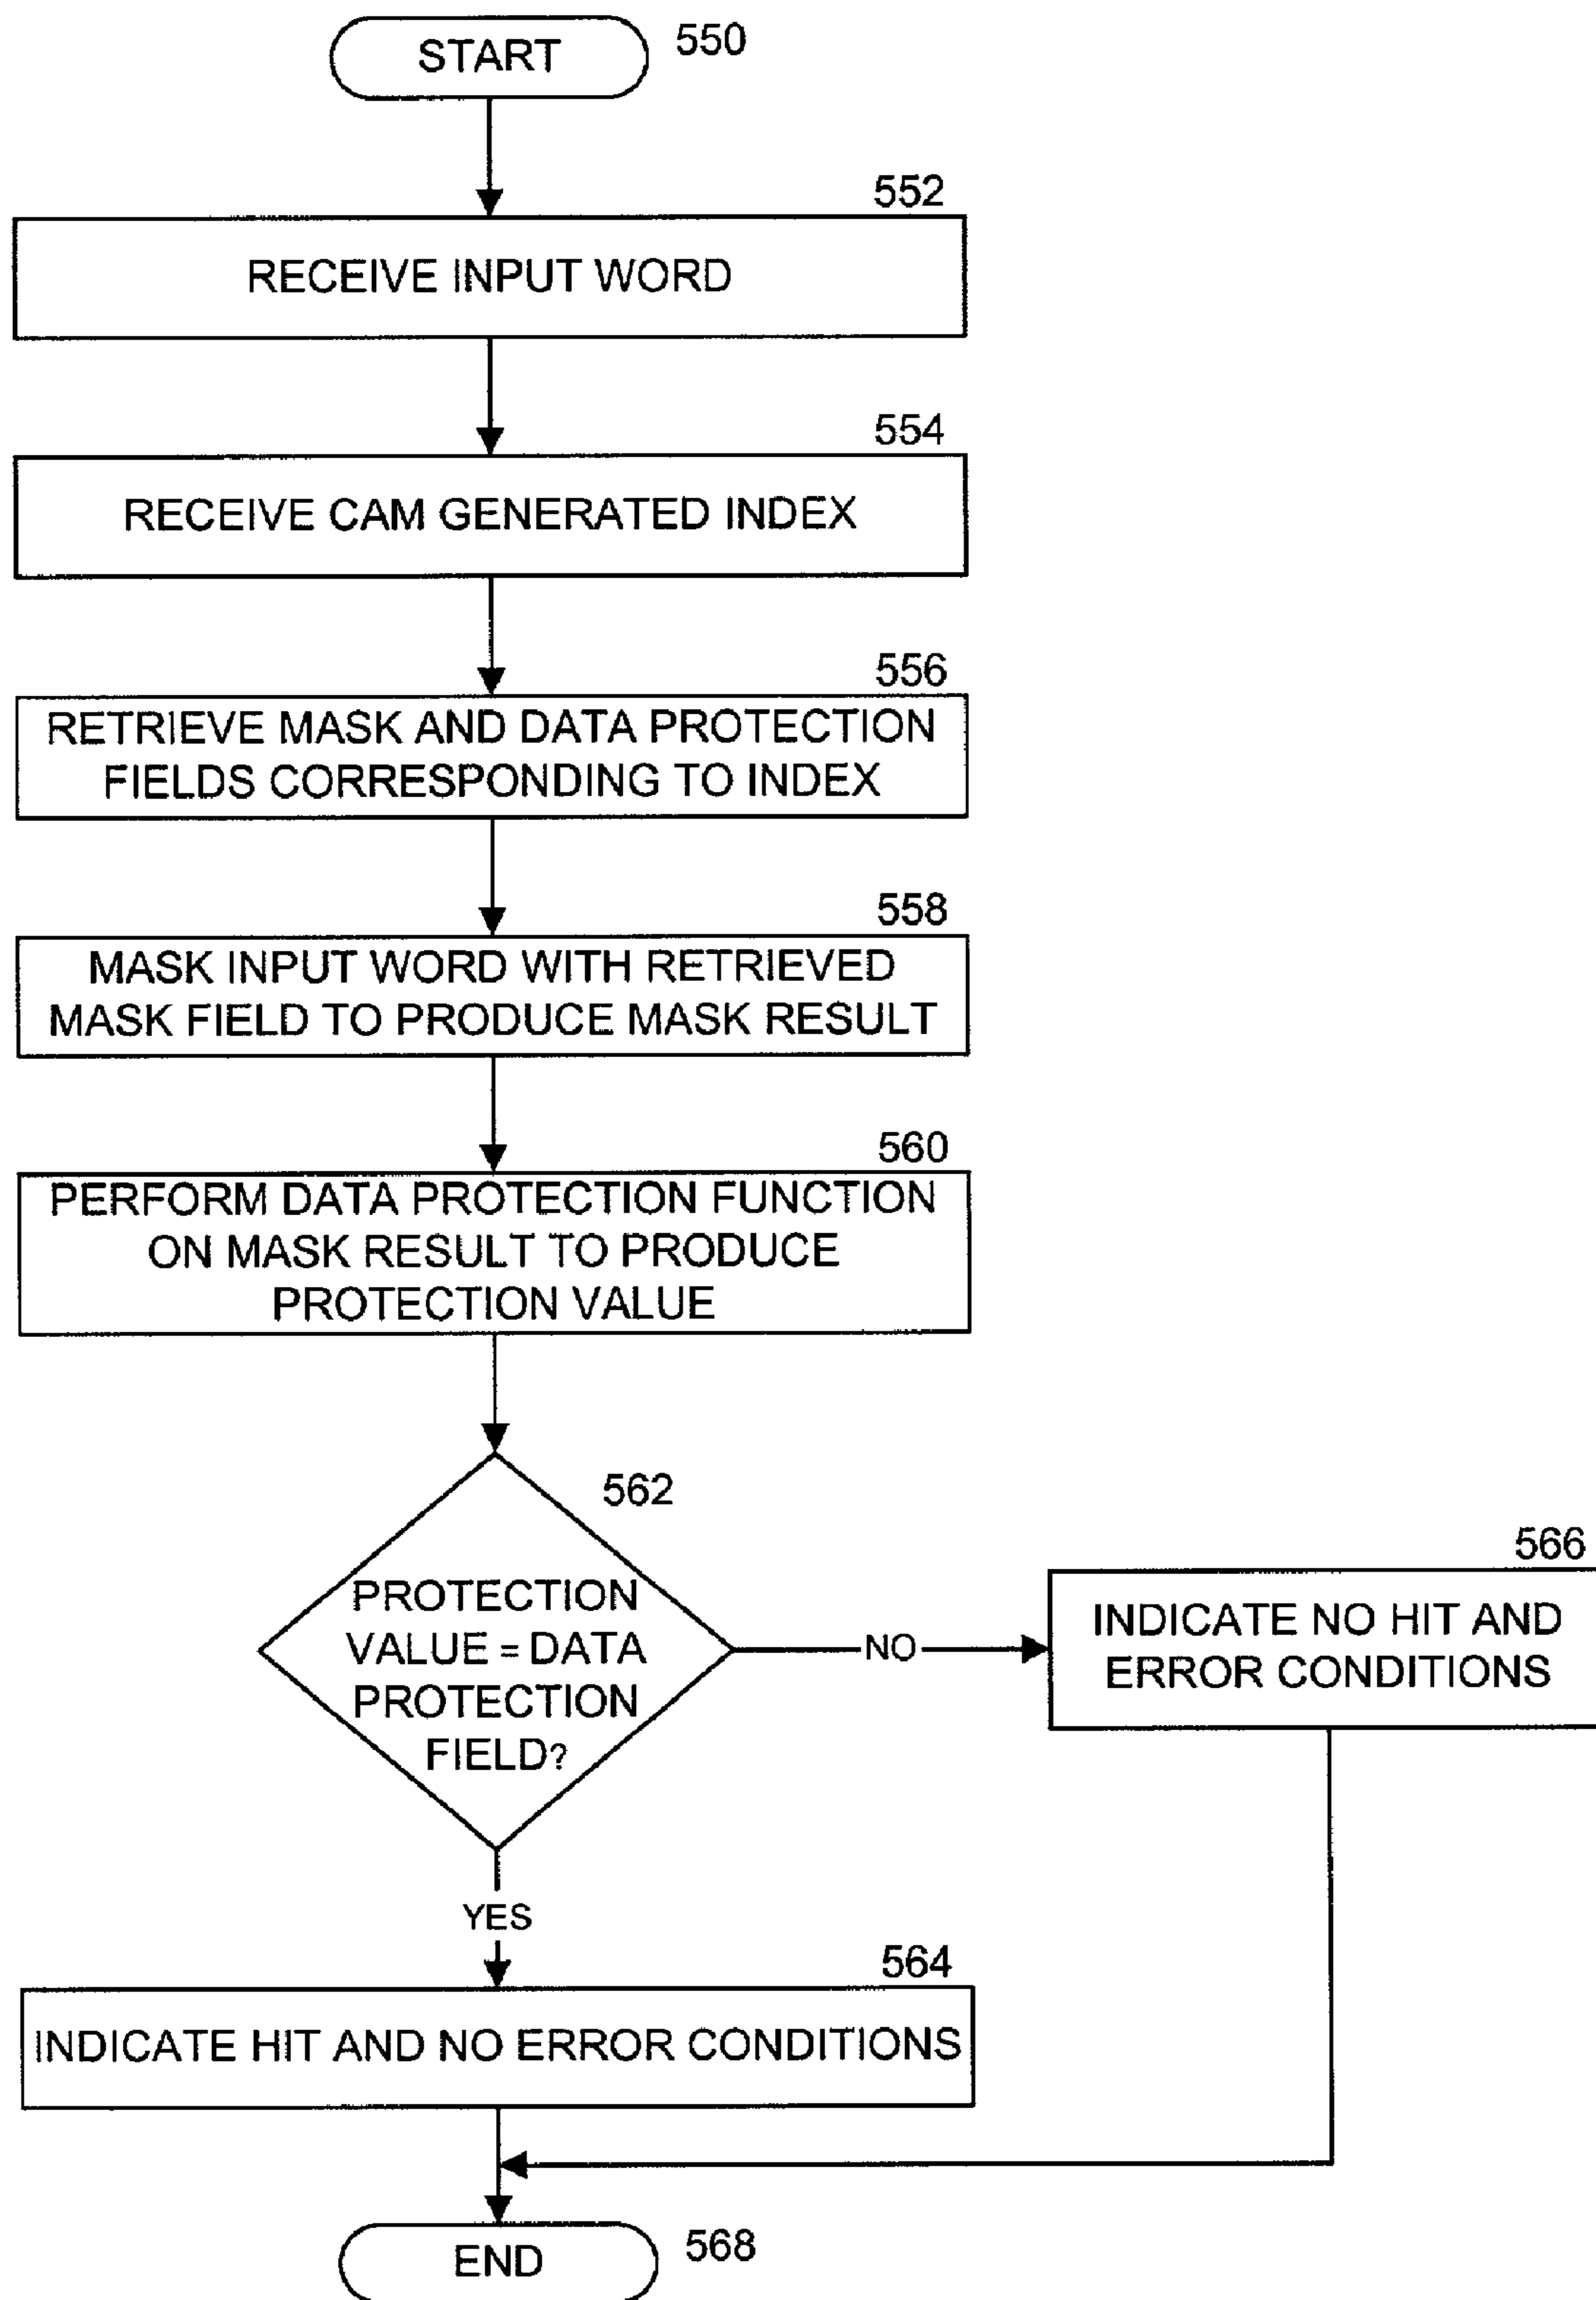 START
550
552
RECEIVE INPUT WORD
554
RECEIVE CAM GENERATED INDEX
556
RETRIEVE MASK AND DATA PROTECTION
FIELDS CORRESPONDING TO INDEX
558
MASK INPUT WORD WITH RETRIEVED
MASK FIELD TO PRODUCE MASK RESULT
560
PERFORM DATA PROTECTION FUNCTION
ON MASK RESULT TO PRODUCE
PROTECTION VALUE
562
PROTECTION
VALUE = DATA
PROTECTION
FIELD?
NO
566
INDICATE NO HIT AND
ERROR CONDITIONS
YES
564
INDICATE HIT AND NO ERROR CONDITIONS
END
568